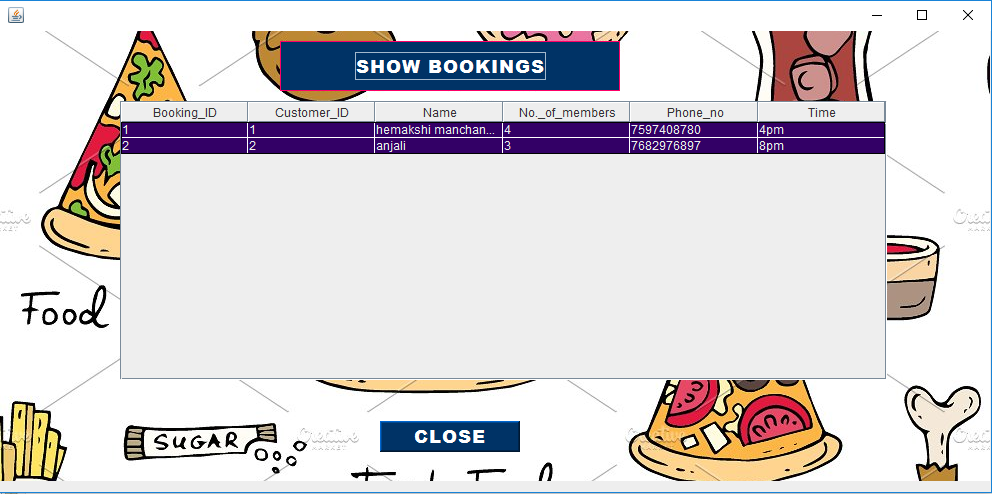 SHOW BOOKINGS
Booking_ID Customer_ID Name No._of_members Phone_no Time
1 1 hemakshi manchan... 4 7597408780 4pm
2 2 anjali 3 7682976897 8pm
Food
SUGAR
CLOSE
Creative